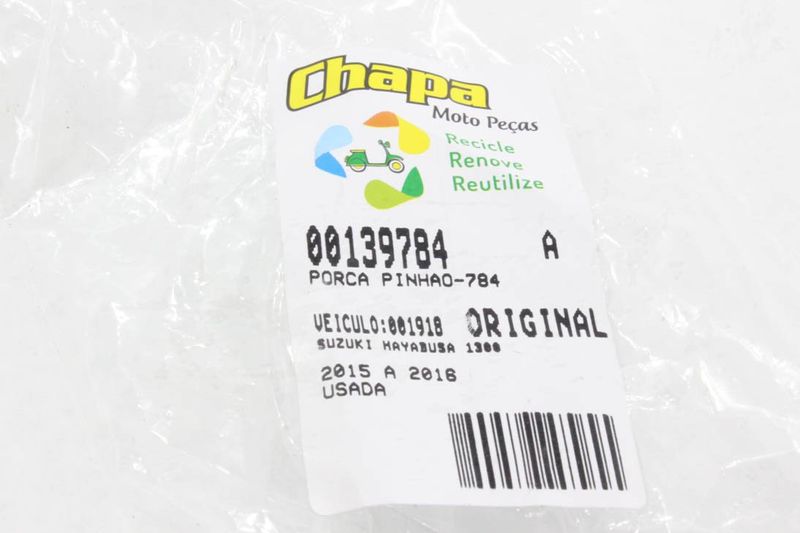 Chapa
Moto Peças
Recicle
Renove
Reutilize
00139784 A
PORCA PINHAO-784
VEICULO:001918 ORIGINAL
SUZUKI HAYABUSA 1300
2015 A 2016
USADA